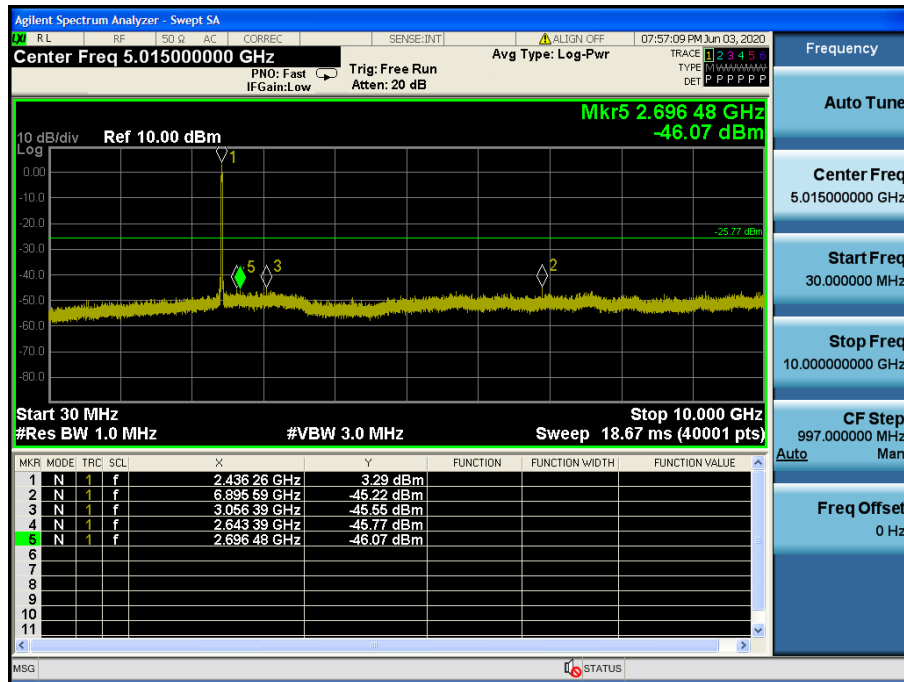 Agilent Spectrum Analyzer - Swept SA
LXI RL RF 50 Ω AC CORREC SENSE:INT ALIGN OFF 07:57:09 PM Jun 03, 2020
Center Freq 5.015000000 GHz
PNO: Fast
IFGain:Low
Trig: Free Run
Atten: 20 dB
Avg Type: Log-Pwr
TRACE 1 2 3 4 5 6
TYPE M W W W W W
DET P P P P P P
Mkr5 2.696 48 GHz
-46.07 dBm
10 dB/div Ref 10.00 dBm
Log
1
0.00
-10.0
-20.0
-25.77 dBm
-30.0
5 3 2
-40.0
-50.0
-60.0
-70.0
-80.0
Start 30 MHz Stop 10.000 GHz
#Res BW 1.0 MHz #VBW 3.0 MHz Sweep 18.67 ms (40001 pts)
MKR MODE TRC SCL X Y FUNCTION FUNCTION WIDTH FUNCTION VALUE
1 N 1 f 2.436 26 GHz 3.29 dBm
2 N 1 f 6.895 59 GHz -45.22 dBm
3 N 1 f 3.056 39 GHz -45.55 dBm
4 N 1 f 2.643 39 GHz -45.77 dBm
5 N 1 f 2.696 48 GHz -46.07 dBm
6
7
8
9
10
11
MSG STATUS
Frequency
Auto Tune
Center Freq
5.015000000 GHz
Start Freq
30.000000 MHz
Stop Freq
10.000000000 GHz
CF Step
997.000000 MHz
Auto Man
Freq Offset
0 Hz